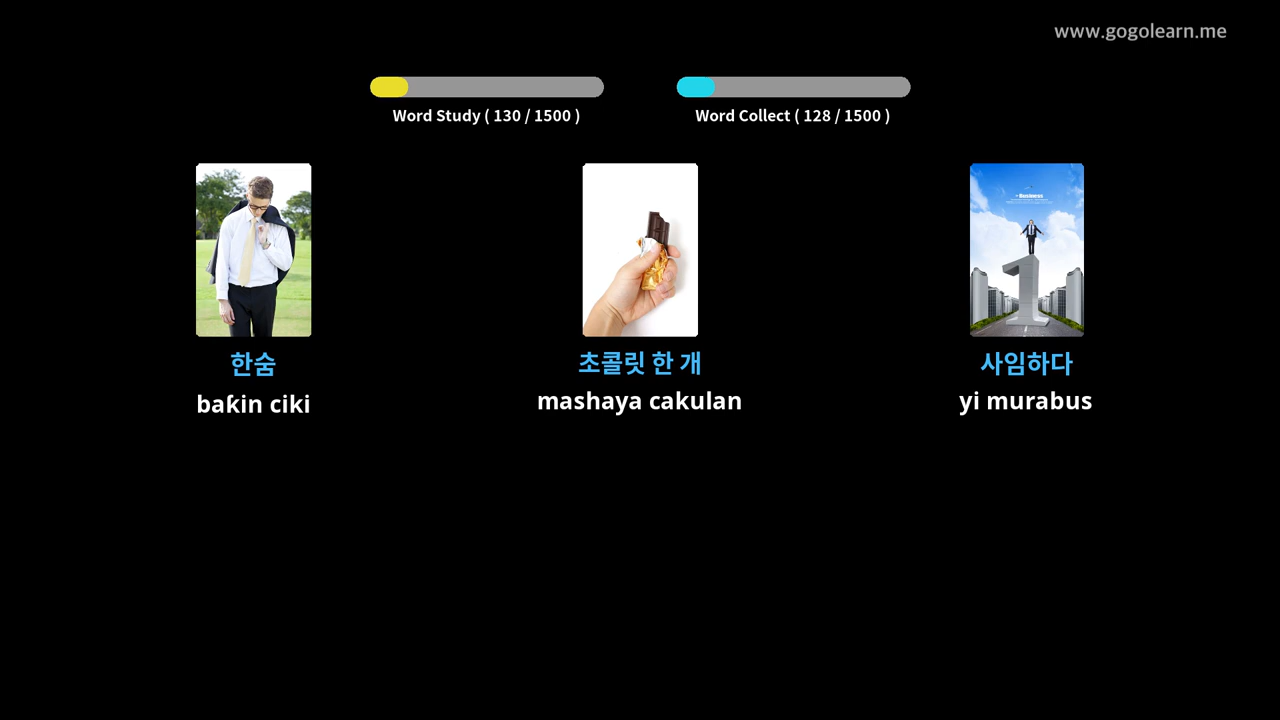 www.gogolearn.me
Word Study ( 130 / 1500 )
Word Collect ( 128 / 1500 )
Business
한숨
초콜릿 한 개
사임하다
baƙin ciki
mashaya cakulan
yi murabus